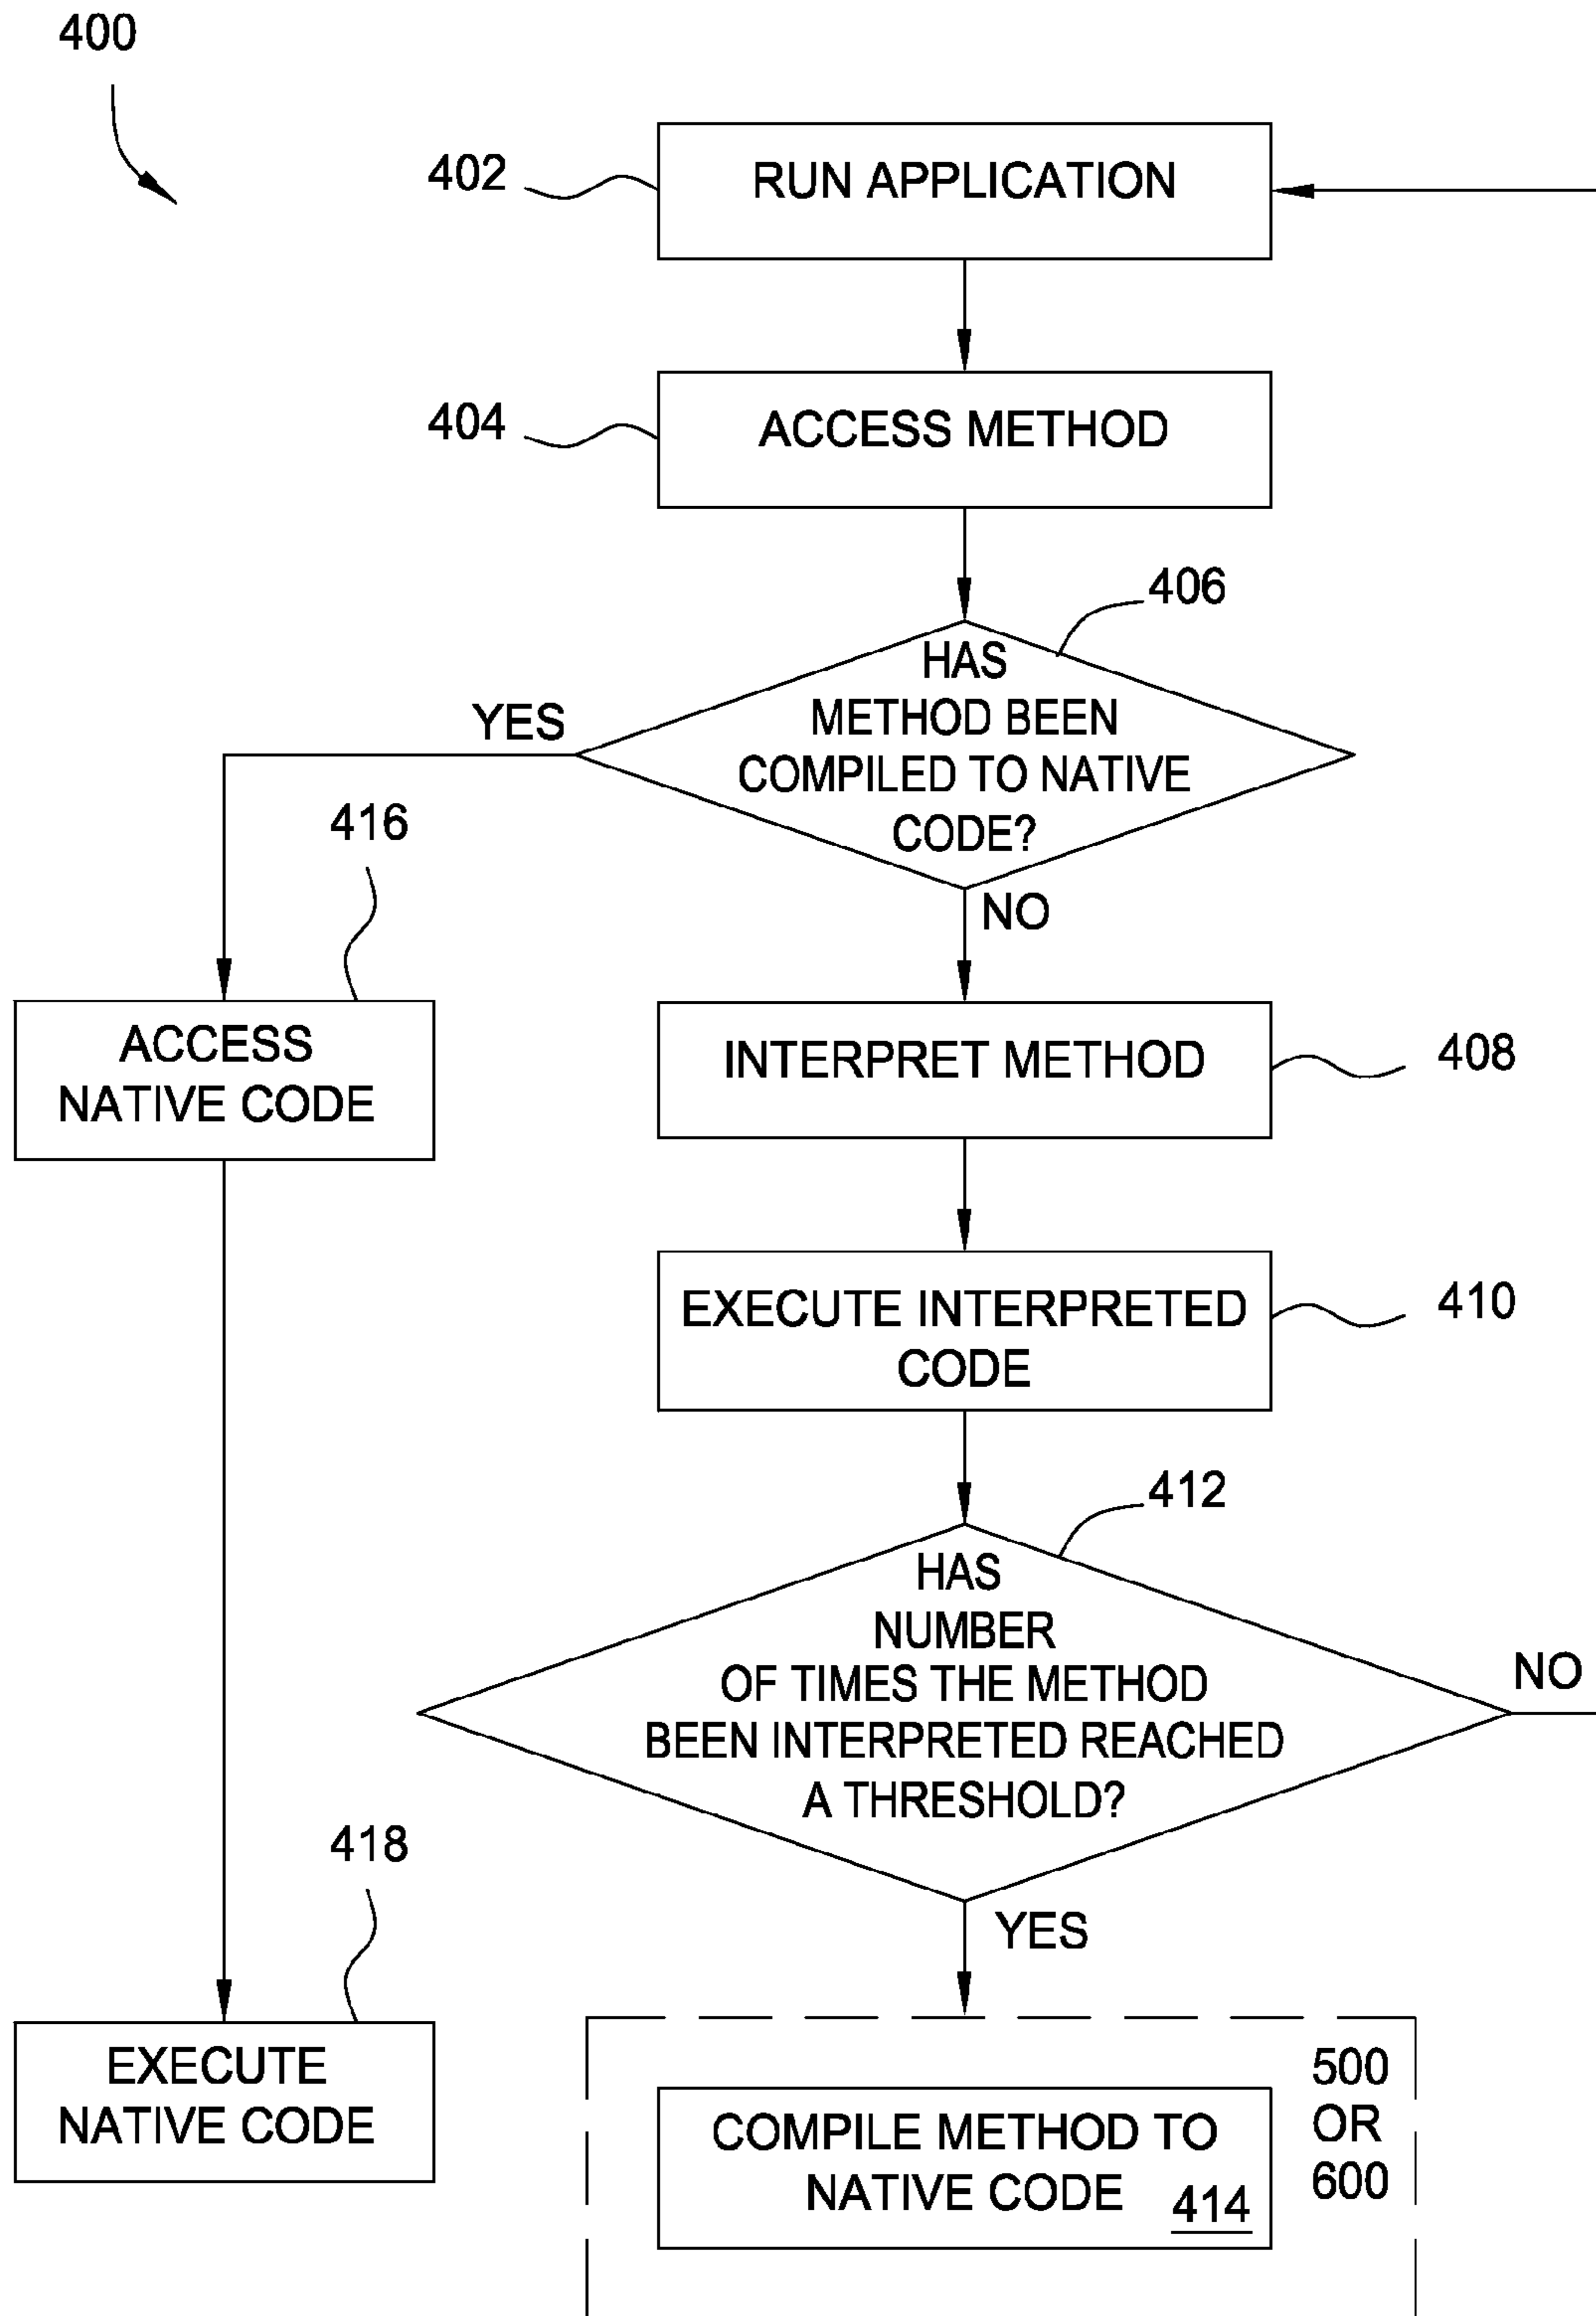 400
402
RUN APPLICATION
404
ACCESS METHOD
406
HAS
METHOD BEEN
COMPILED TO NATIVE
CODE?
YES
NO
416
ACCESS
NATIVE CODE
INTERPRET METHOD
408
EXECUTE INTERPRETED
CODE
410
412
HAS
NUMBER
OF TIMES THE METHOD
BEEN INTERPRETED REACHED
A THRESHOLD?
NO
YES
418
EXECUTE
NATIVE CODE
COMPILE METHOD TO
NATIVE CODE 414
500
OR
600